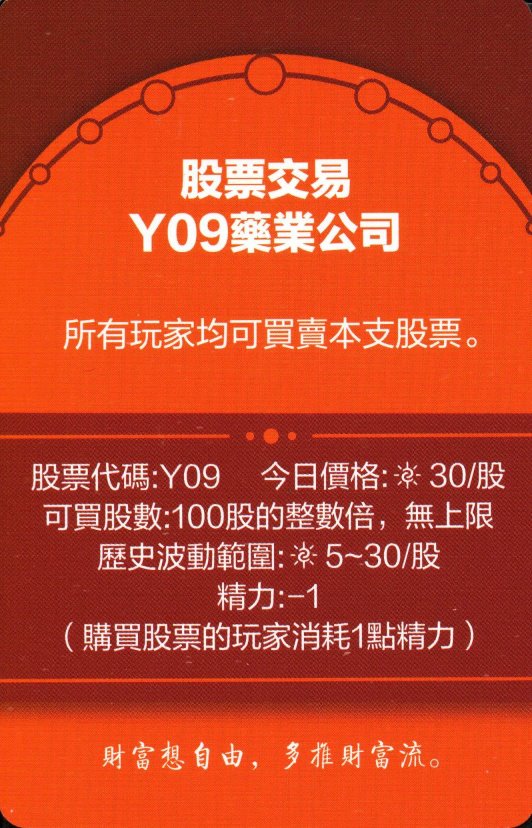 股票交易
Y09藥業公司
所有玩家均可買賣本支股票。
股票代碼:Y09 今日價格: 30/股
可買股數:100股的整數倍，無上限
歷史波動範圍: 5~30/股
精力:-1
（購買股票的玩家消耗1點精力）
財富想自由，多推財富流。